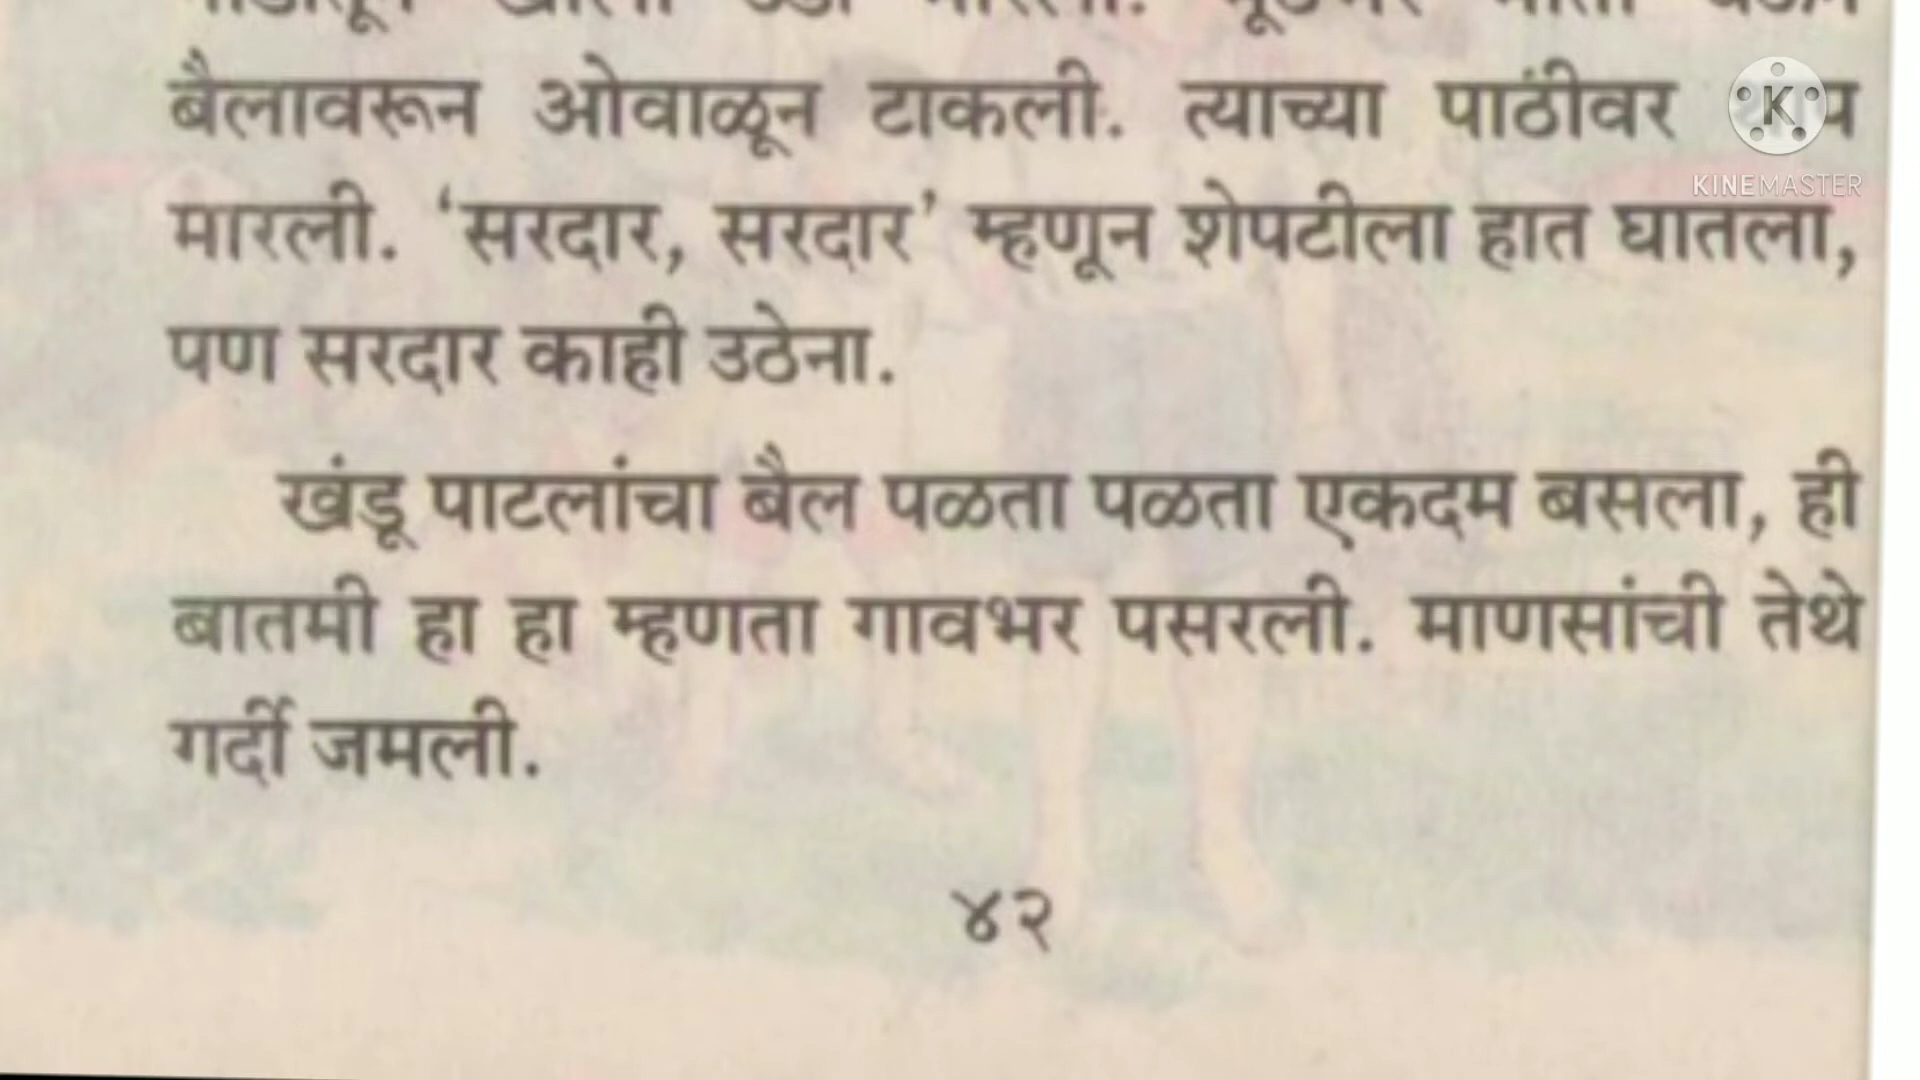 बैलावरून ओवाळून टाकली. त्याच्या पाठीवर
मारली. ‘सरदार, सरदार’ म्हणून शेपटीला हात घातला,
पण सरदार काही उठेना.
खंडू पाटलांचा बैल पळता पळता एकदम बसला, ही
बातमी हा हा म्हणता गावभर पसरली. माणसांची तेथे
गर्दी जमली.
४२
K
KINEMASTER